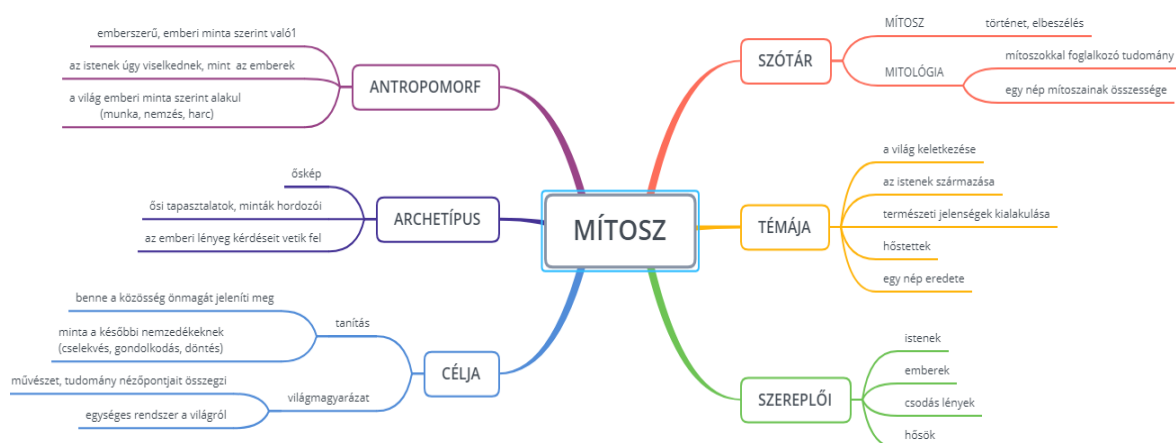 MÍTOSZ
SZÓTÁR
MÍTOSZ
történet, elbeszélés
MITOLÓGIA
mítoszokkal foglalkozó tudomány
egy nép mítoszainak összessége
TÉMÁJA
a világ keletkezése
az istenek származása
természeti jelenségek kialakulása
hőstettek
egy nép eredete
SZEREPLŐI
istenek
emberek
csodás lények
hősök
ANTROPOMORF
emberszerű, emberi minta szerint való1
az istenek úgy viselkednek, mint az emberek
a világ emberi minta szerint alakul
(munka, nemzés, harc)
ARCHETÍPUS
őskép
ősi tapasztalatok, minták hordozói
az emberi lényeg kérdéseit vetik fel
CÉLJA
tanítás
benne a közösség önmagát jeleníti meg
minta a későbbi nemzedékeknek
(cselekvés, gondolkodás, döntés)
világmagyarázat
művészet, tudomány nézőpontjait összegzi
egységes rendszer a világról